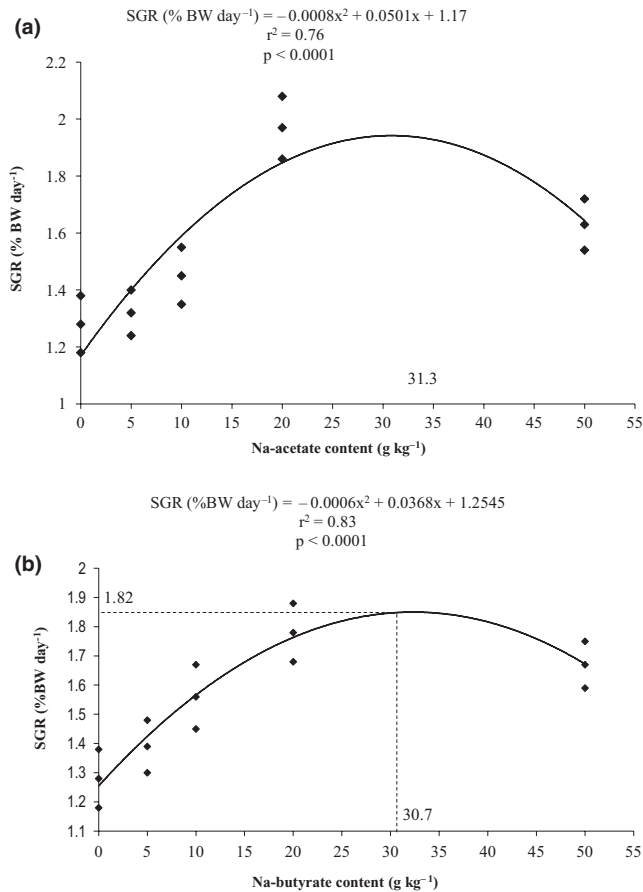 (a)
SGR (% BW day⁻¹) = −0.0008x² + 0.0501x + 1.17
r² = 0.76
p < 0.0001
2.2
2
1.8
1.6
1.4
1.2
1
SGR (% BW day⁻¹)
31.3
0 5 10 15 20 25 30 35 40 45 50 55
Na-acetate content (g kg⁻¹)
SGR (%BW day⁻¹) = −0.0006x² + 0.0368x + 1.2545
r² = 0.83
p < 0.0001
(b)
2
1.9
1.82
1.8
1.7
1.6
1.5
1.4
1.3
1.2
1.1
SGR (%BW day⁻¹)
30.7
0 5 10 15 20 25 30 35 40 45 50 55
Na-butyrate content (g kg⁻¹)